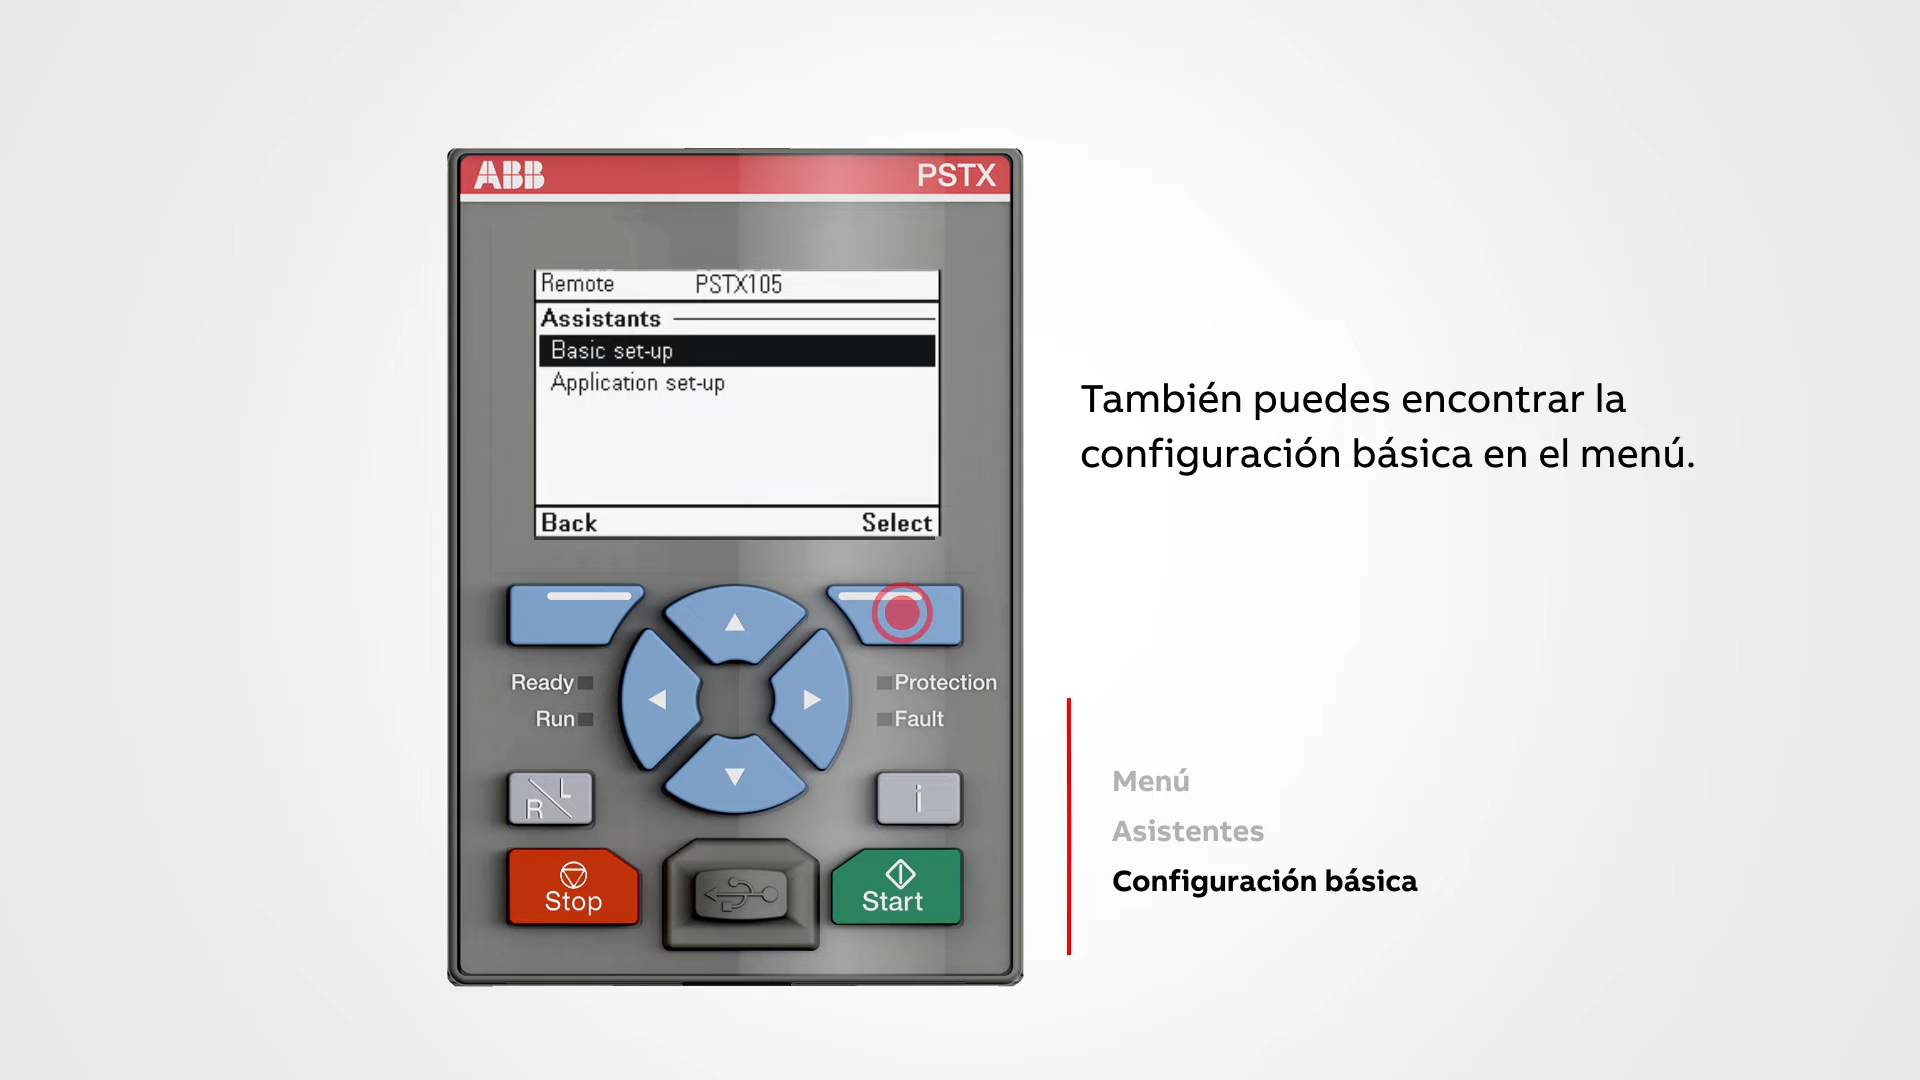 ABB PSTX
Remote PSTX105
Assistants
Basic set-up
Application set-up
Back Select
También puedes encontrar la
configuración básica en el menú.
Ready
Protection
Run
Fault
L
R
i
Stop
Start
Menú
Asistentes
Configuración básica